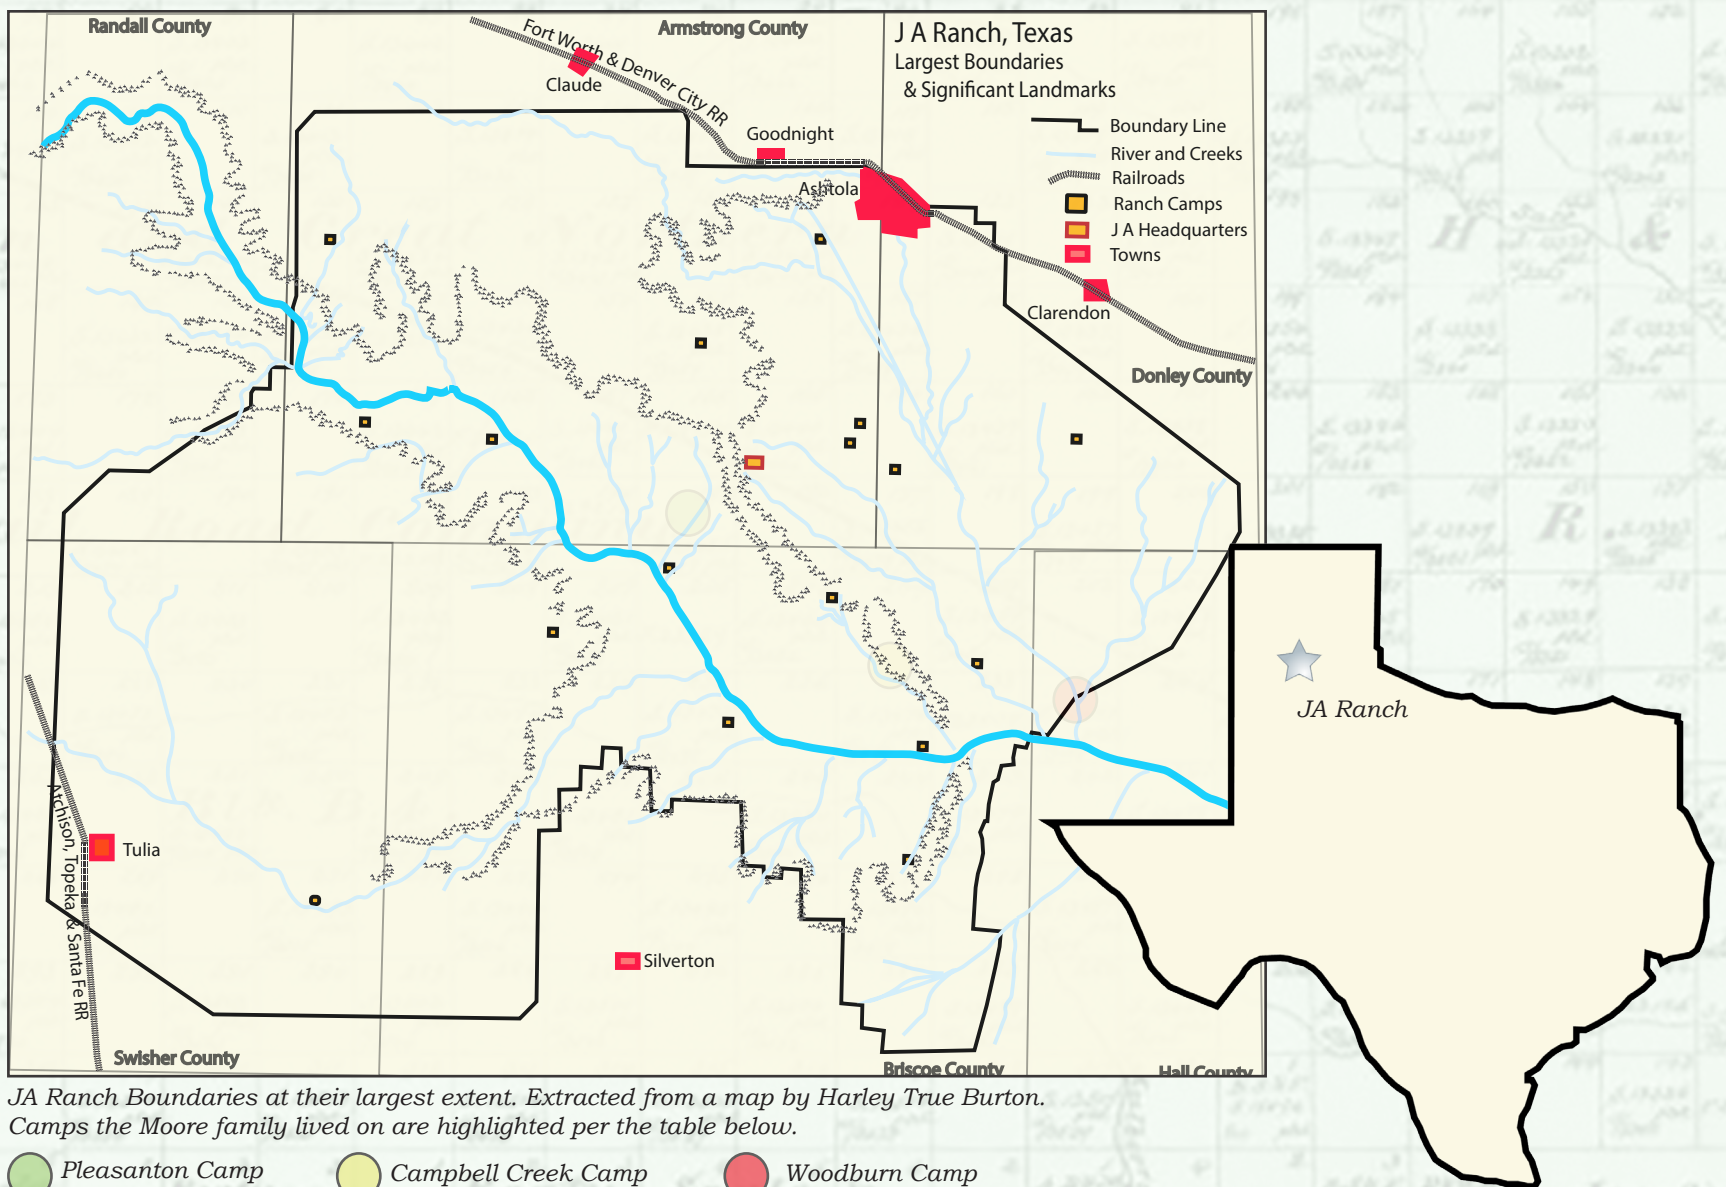 Randall County
Armstrong County
Fort Worth & Denver City RR
Claude
Goodnight
Ashtola
J A Ranch, Texas
Largest Boundaries
& Significant Landmarks
Boundary Line
River and Creeks
Railroads
Ranch Camps
J A Headquarters
Towns
Clarendon
Donley County
JA Ranch
Atchison, Topeka & Santa Fe RR
Tulia
Silverton
Swisher County
Briscoe County
Hall County
JA Ranch Boundaries at their largest extent. Extracted from a map by Harley True Burton.
Camps the Moore family lived on are highlighted per the table below.
Pleasanton Camp
Campbell Creek Camp
Woodburn Camp